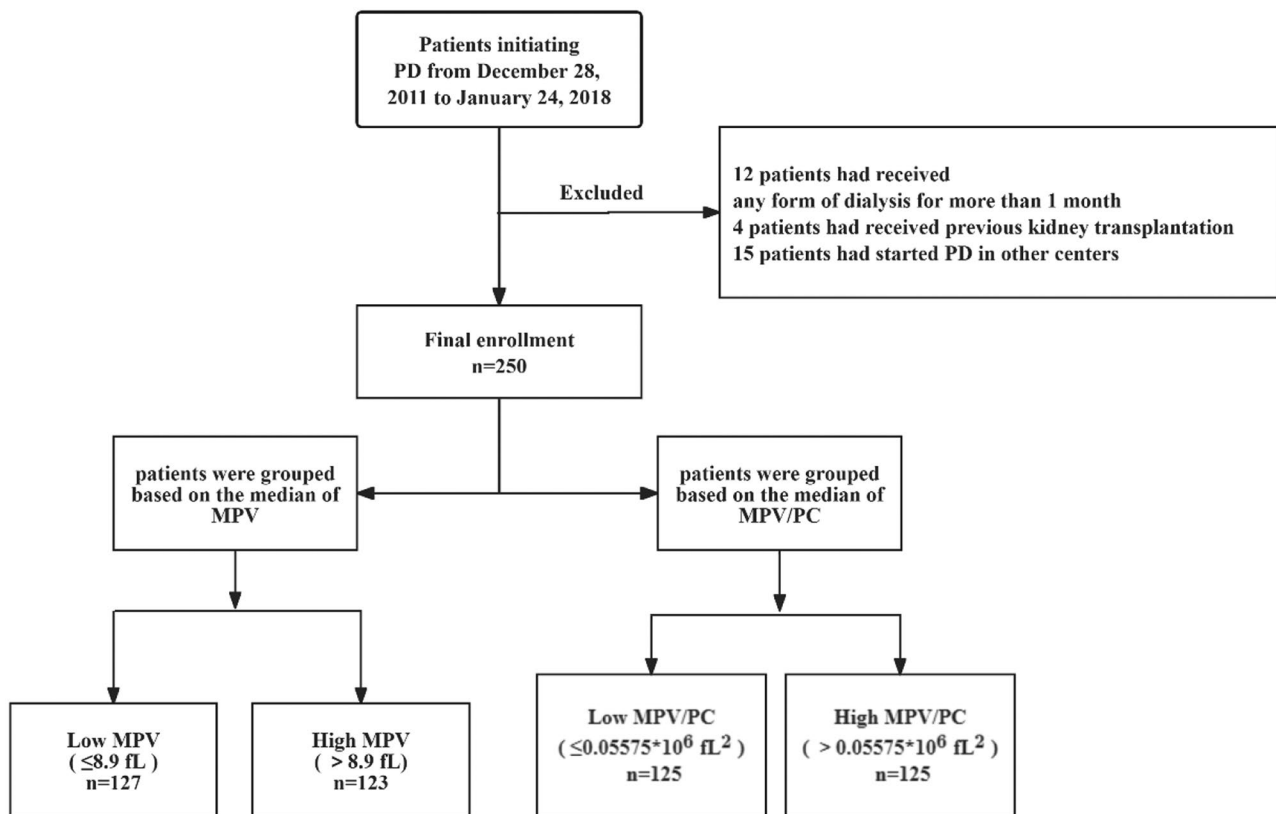 Patients initiating
PD from December 28,
2011 to January 24, 2018
Excluded
12 patients had received
any form of dialysis for more than 1 month
4 patients had received previous kidney transplantation
15 patients had started PD in other centers
Final enrollment
n=250
patients were grouped
based on the median of
MPV
patients were grouped
based on the median of
MPV/PC
Low MPV
( ≤8.9 fL )
n=127
High MPV
( > 8.9 fL)
n=123
Low MPV/PC
( ≤0.05575*10⁶ fL² )
n=125
High MPV/PC
( > 0.05575*10⁶ fL² )
n=125